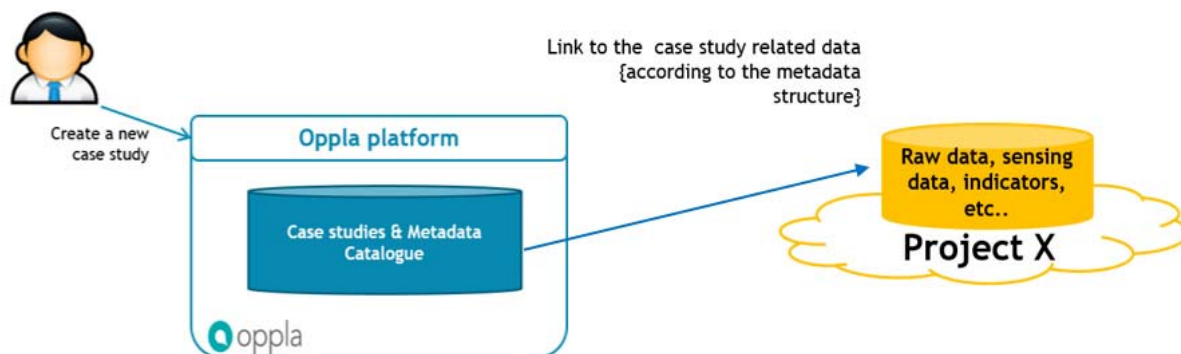 Create a new
case study
Oppla platform
Case studies & Metadata
Catalogue
oppla
Link to the case study related data
{according to the metadada
structure}
Raw data, sensing
data, indicators,
etc..
Project X